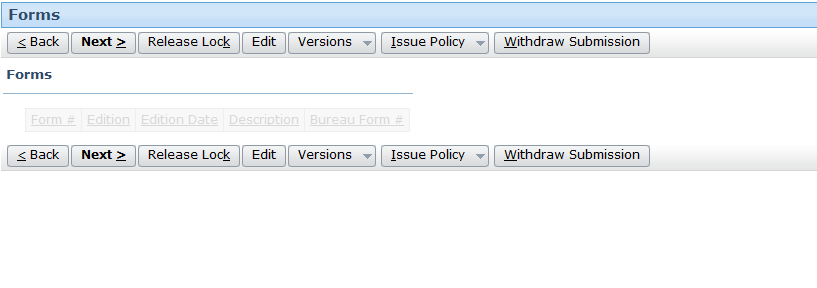 Forms
< Back Next > Release Lock Edit Versions Issue Policy Withdraw Submission
Forms
Form # Edition Edition Date Description Bureau Form #
< Back Next > Release Lock Edit Versions Issue Policy Withdraw Submission